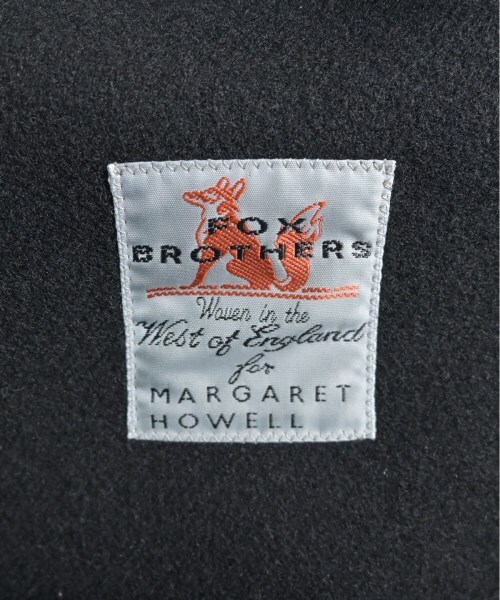 FOX
BROTHERS
Woven in the
West of England
for
MARGARET
HOWELL